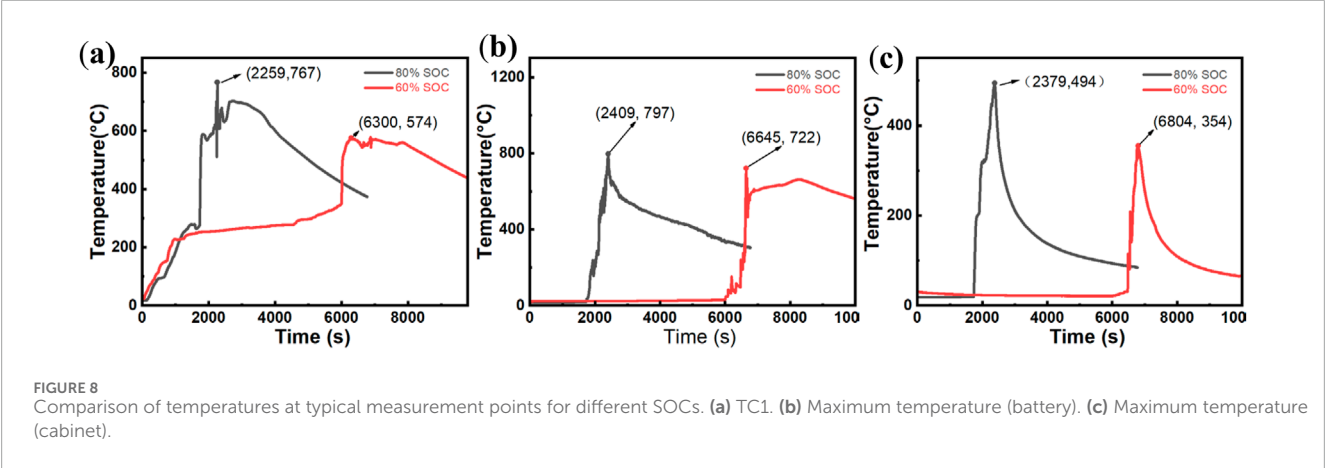 (a)
Temperature(°C)
800
600
400
200
0
0 2000 4000 6000 8000
Time (s)
(2259,767)
(6300, 574)
80% SOC
60% SOC
(b)
Temperature(°C)
1200
800
400
0
0 2000 4000 6000 8000 100
Time (s)
(2409, 797)
(6645, 722)
80% SOC
60% SOC
(c)
Temperature(°C)
400
200
0
0 2000 4000 6000 8000 100
Time (s)
（2379,494）
(6804, 354)
80% SOC
60% SOC
FIGURE 8
Comparison of temperatures at typical measurement points for different SOCs. (a) TC1. (b) Maximum temperature (battery). (c) Maximum temperature
(cabinet).